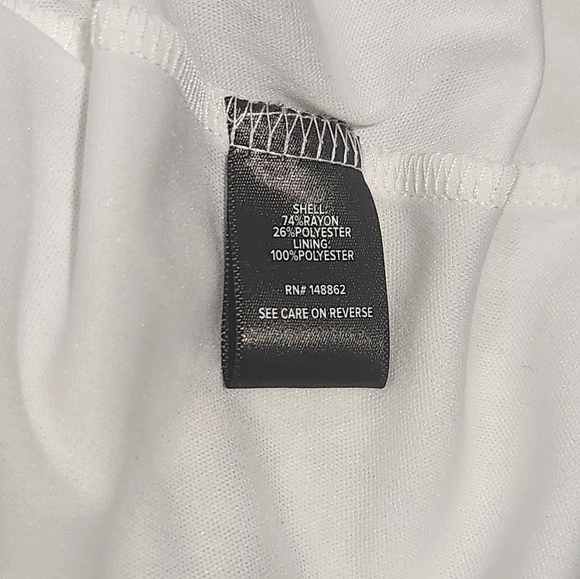 SHELL:
74%RAYON
26%POLYESTER
LINING:
100%POLYESTER
RN# 148862
SEE CARE ON REVERSE